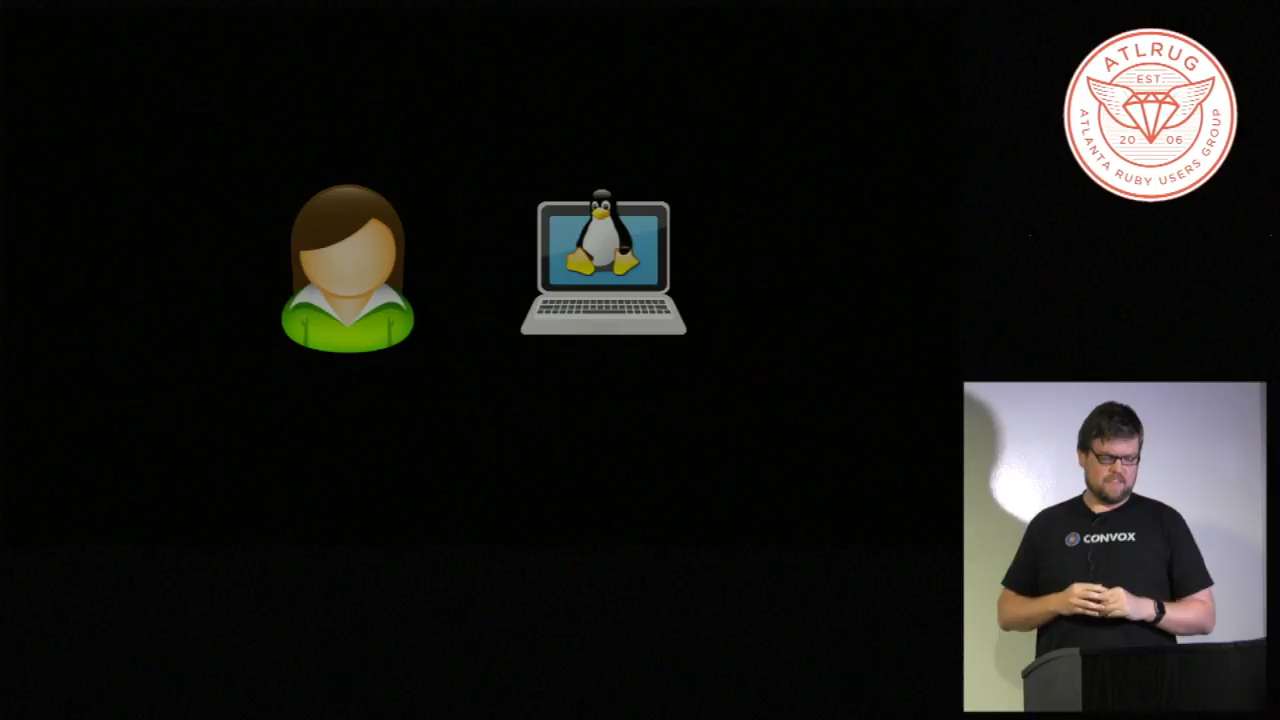 ATLRUG
EST.
20 06
ATLANTA RUBY USERS GROUP
CONVOX